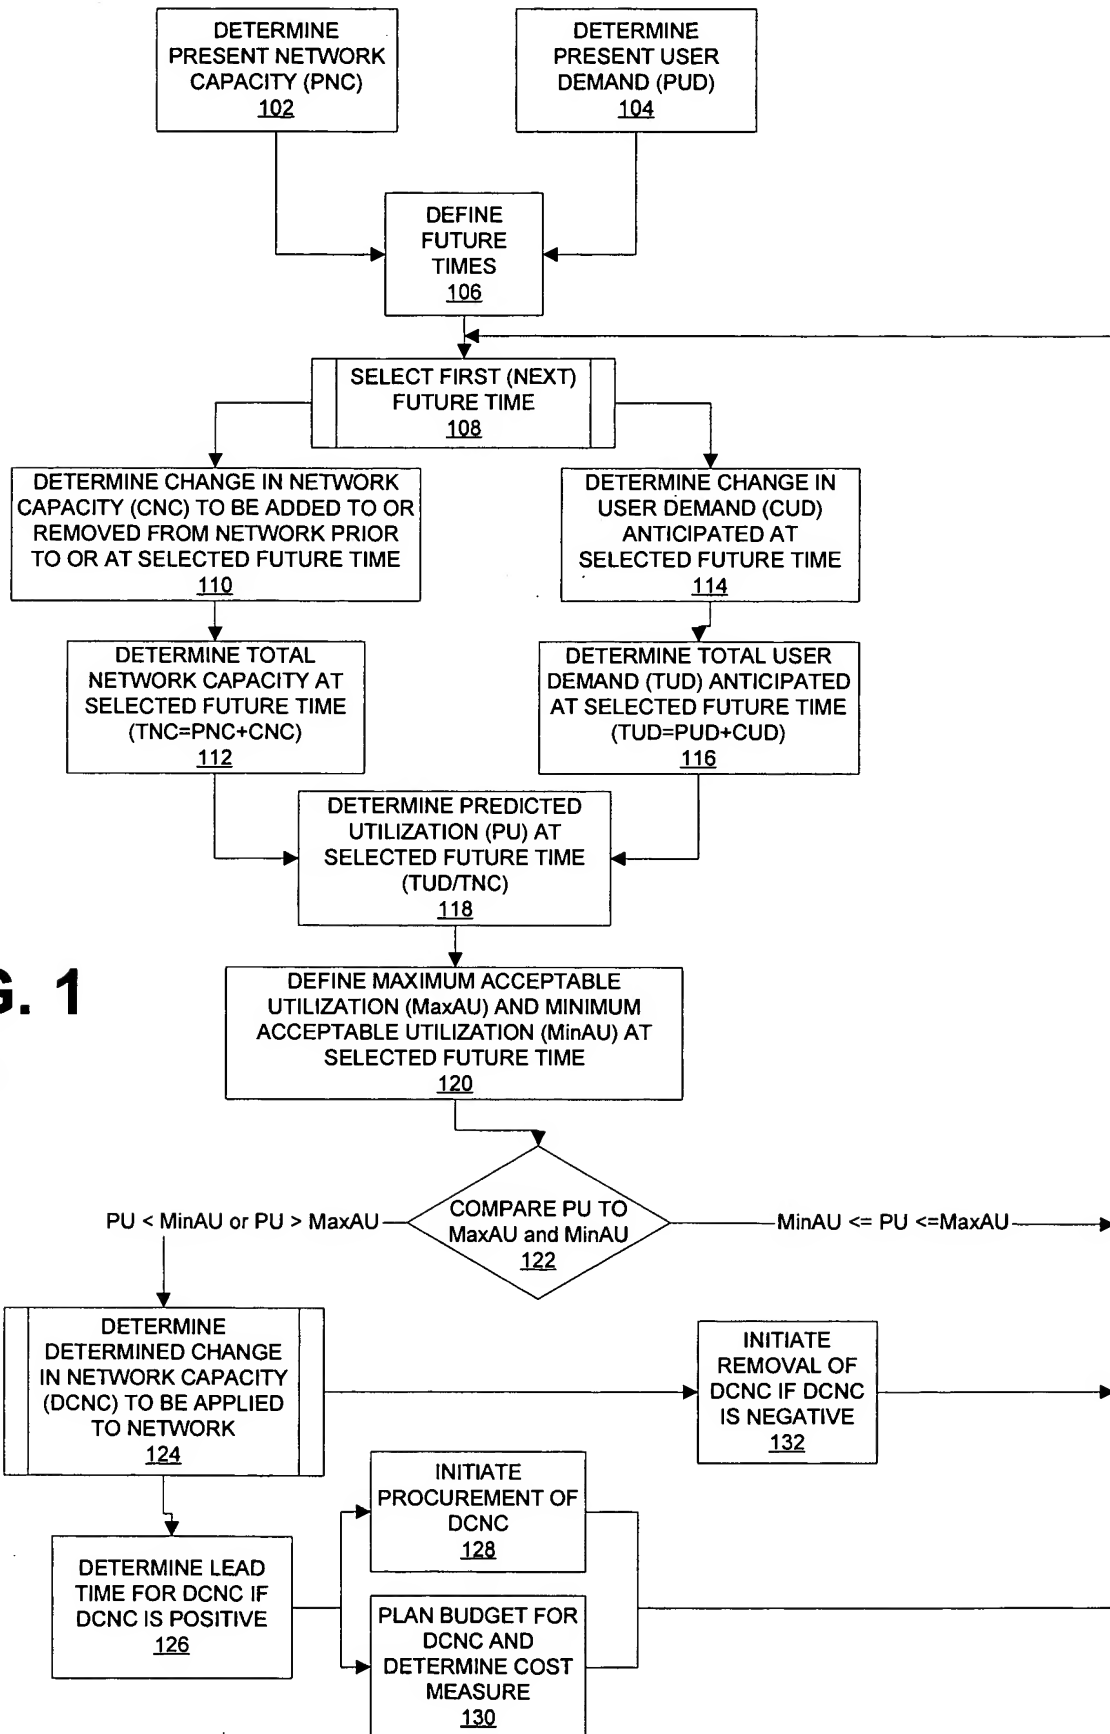 DETERMINE
PRESENT NETWORK
CAPACITY (PNC)
102
DETERMINE
PRESENT USER
DEMAND (PUD)
104
DEFINE
FUTURE
TIMES
106
SELECT FIRST (NEXT)
FUTURE TIME
108
DETERMINE CHANGE IN NETWORK
CAPACITY (CNC) TO BE ADDED TO OR
REMOVED FROM NETWORK PRIOR
TO OR AT SELECTED FUTURE TIME
110
DETERMINE CHANGE IN
USER DEMAND (CUD)
ANTICIPATED AT
SELECTED FUTURE TIME
114
DETERMINE TOTAL
NETWORK CAPACITY AT
SELECTED FUTURE TIME
(TNC=PNC+CNC)
112
DETERMINE TOTAL USER
DEMAND (TUD) ANTICIPATED
AT SELECTED FUTURE TIME
(TUD=PUD+CUD)
116
DETERMINE PREDICTED
UTILIZATION (PU) AT
SELECTED FUTURE TIME
(TUD/TNC)
118
G. 1
DEFINE MAXIMUM ACCEPTABLE
UTILIZATION (MaxAU) AND MINIMUM
ACCEPTABLE UTILIZATION (MinAU) AT
SELECTED FUTURE TIME
120
PU < MinAU or PU > MaxAU
COMPARE PU TO
MaxAU and MinAU
122
MinAU <= PU <=MaxAU
DETERMINE
DETERMINED CHANGE
IN NETWORK CAPACITY
(DCNC) TO BE APPLIED
TO NETWORK
124
INITIATE
REMOVAL OF
DCNC IF DCNC
IS NEGATIVE
132
INITIATE
PROCUREMENT OF
DCNC
128
DETERMINE LEAD
TIME FOR DCNC IF
DCNC IS POSITIVE
126
PLAN BUDGET FOR
DCNC AND
DETERMINE COST
MEASURE
130